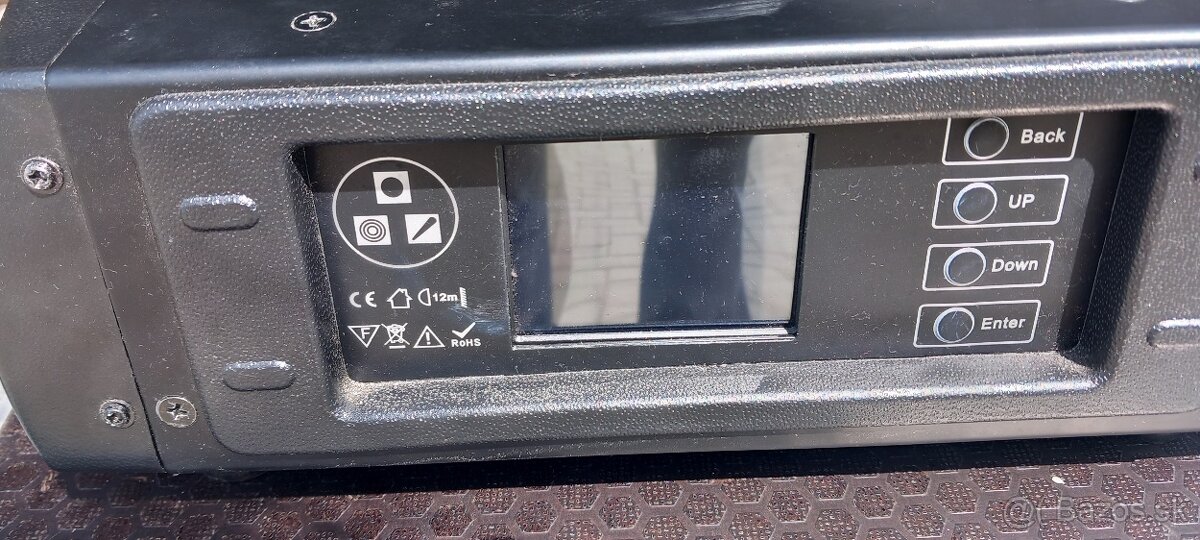 Back
UP
Down
Enter
CE
12m
F
RoHS
Bazos.sk